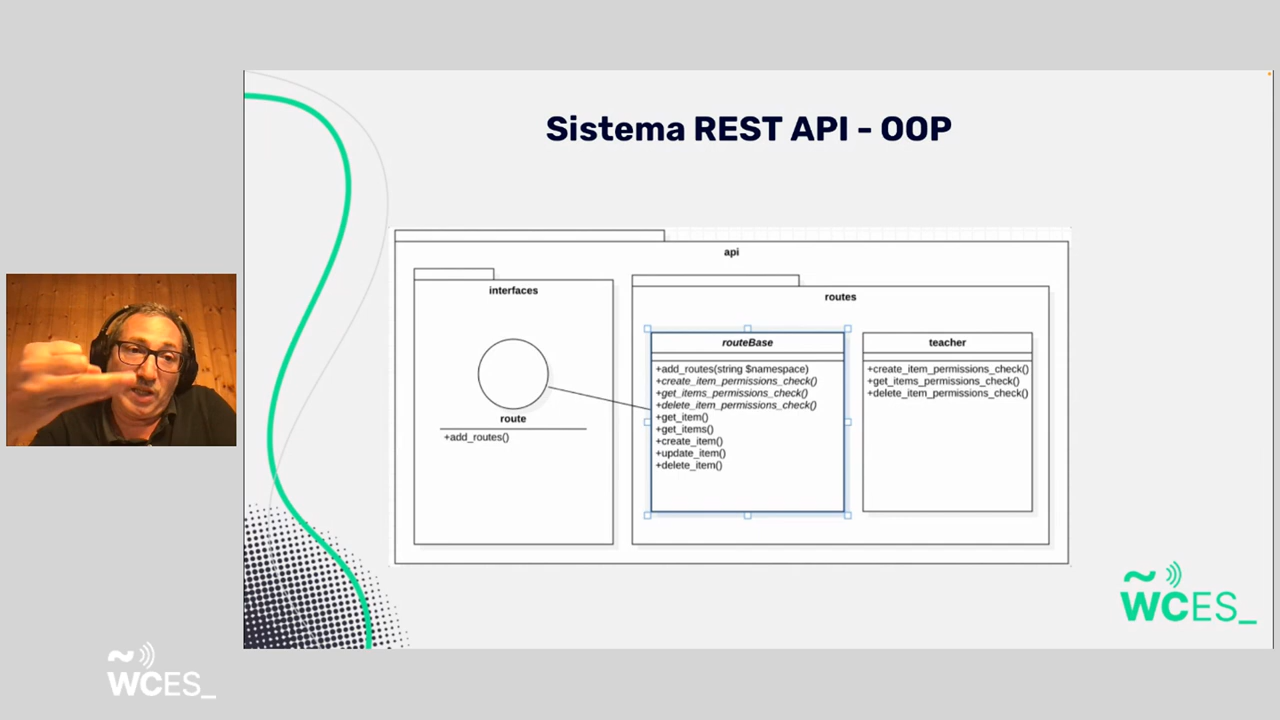 Sistema REST API - OOP
api
interfaces
route
+add_routes()
routes
routeBase
+add_routes(string $namespace)
+create_item_permissions_check()
+get_items_permissions_check()
+delete_item_permissions_check()
+get_item()
+get_items()
+create_item()
+update_item()
+delete_item()
teacher
+create_item_permissions_check()
+get_items_permissions_check()
+delete_item_permissions_check()
~
WCES_
~
WCES_